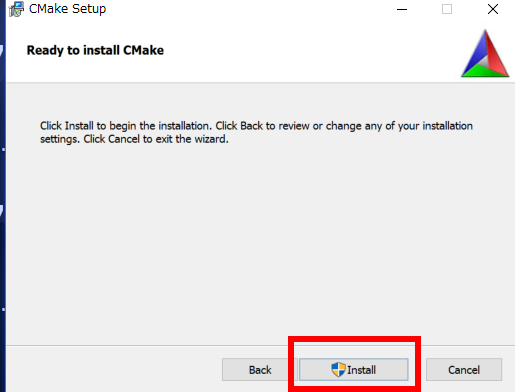 CMake Setup
Ready to install CMake
Click Install to begin the installation. Click Back to review or change any of your installation
settings. Click Cancel to exit the wizard.
Back
Install
Cancel